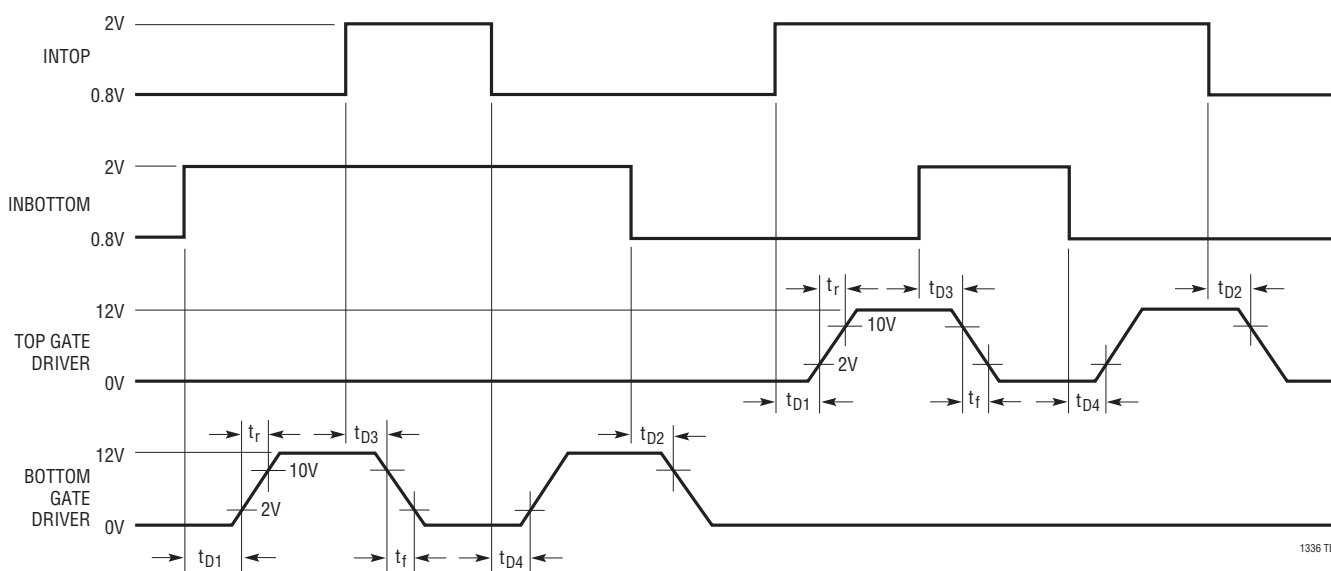 2V
INTOP
0.8V
2V
INBOTTOM
0.8V
tr
tD3
tD2
12V
10V
TOP GATE
DRIVER
2V
0V
tD1
tf
tD4
tr
tD3
tD2
12V
10V
BOTTOM
GATE
DRIVER
2V
0V
tD1
tf
tD4
1336